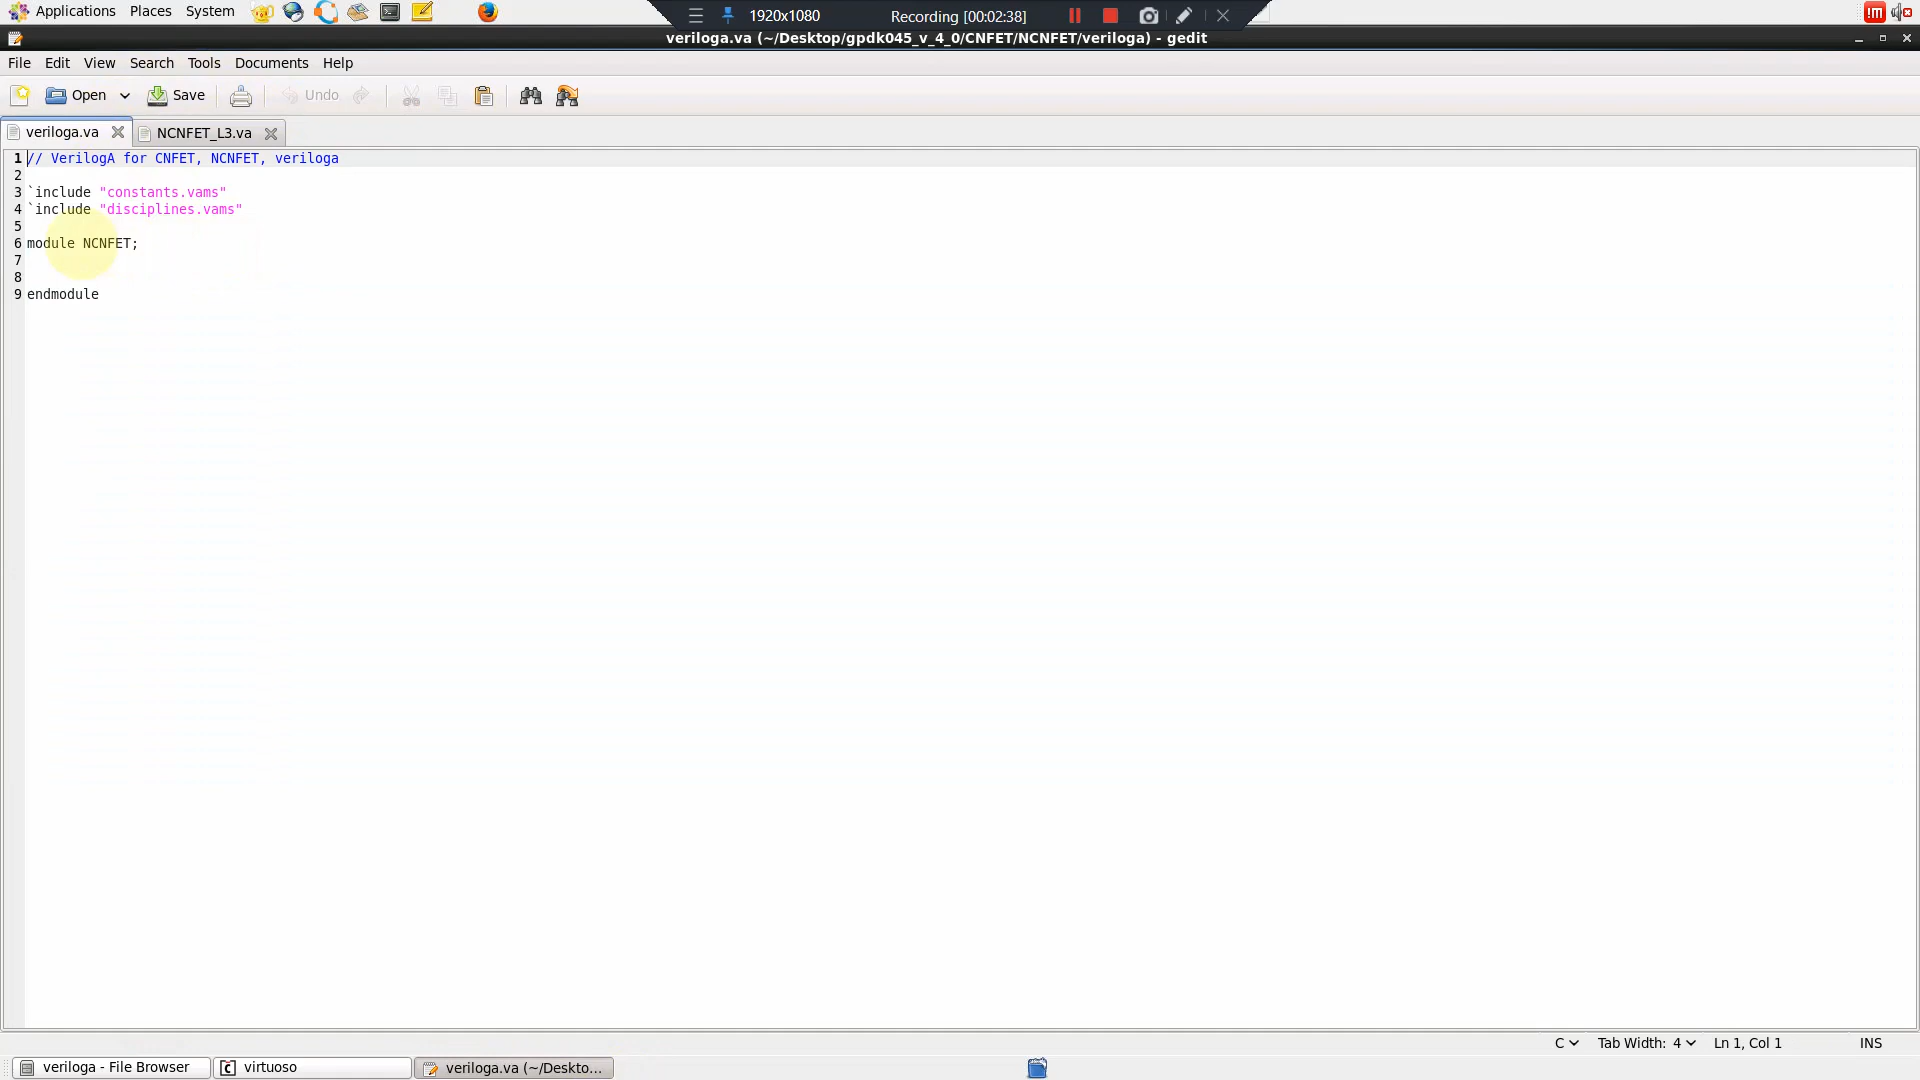 Applications Places System
1920x1080 Recording [00:02:38]
!m
veriloga.va (~/Desktop/gpdk045_v_4_0/CNFET/NCNFET/veriloga) - gedit
File Edit View Search Tools Documents Help
Open Save Undo
veriloga.va NCNFET_L3.va
1 // VerilogA for CNFET, NCNFET, veriloga
2
3 `include "constants.vams"
4 `include "disciplines.vams"
5
6 module NCNFET;
7
8
9 endmodule
C Tab Width: 4 Ln 1, Col 1 INS
veriloga - File Browser virtuoso veriloga.va (~/Deskto...